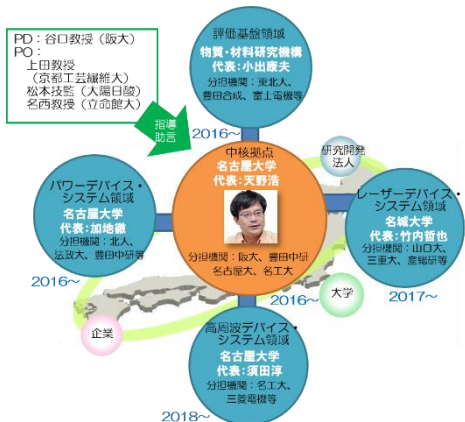 PD：谷口教授（阪大）
PO：
上田教授
（京都工芸繊維大）
松本技監（大陽日酸）
名西教授（立命館大）
指導
助言
評価基盤領域
物質・材料研究機構
代表：小出康夫
分担機関：東北大、
豊田合成、富士電機等
2016～
中核拠点
名古屋大学
代表：天野浩
分担機関：阪大、豊田中研
名古屋大、名工大
2016～
研究開発
法人
パワーデバイス・
システム領域
名古屋大学
代表：加地徹
分担機関：北大、
法政大、豊田中研等
2016～
レーザーデバイス・
システム領域
名城大学
代表：竹内哲也
分担機関：山口大、
三重大、産総研等
2017～
大学
企業
高周波デバイス・
システム領域
名古屋大学
代表：須田淳
分担機関：名工大、
三菱電機等
2018～